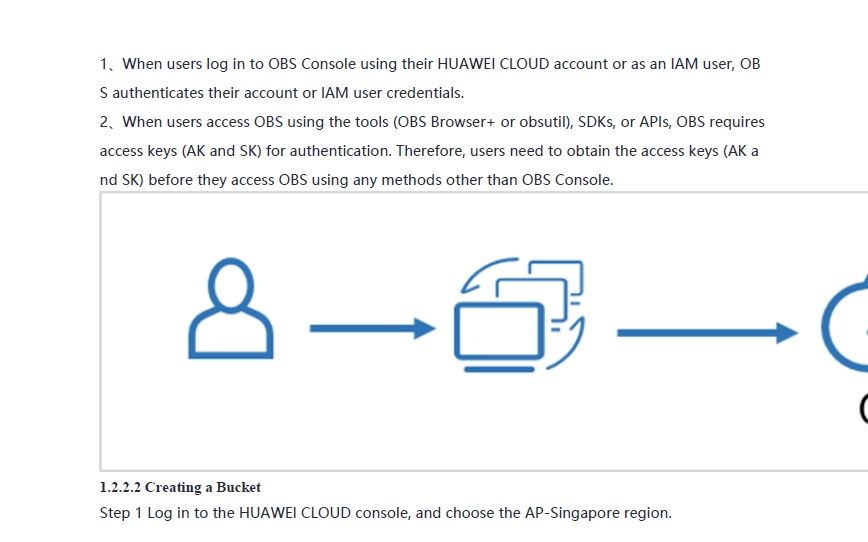 1、When users log in to OBS Console using their HUAWEI CLOUD account or as an IAM user, OB
S authenticates their account or IAM user credentials.
2、When users access OBS using the tools (OBS Browser+ or obsutil), SDKs, or APIs, OBS requires
access keys (AK and SK) for authentication. Therefore, users need to obtain the access keys (AK a
nd SK) before they access OBS using any methods other than OBS Console.
1.2.2.2 Creating a Bucket
Step 1 Log in to the HUAWEI CLOUD console, and choose the AP-Singapore region.